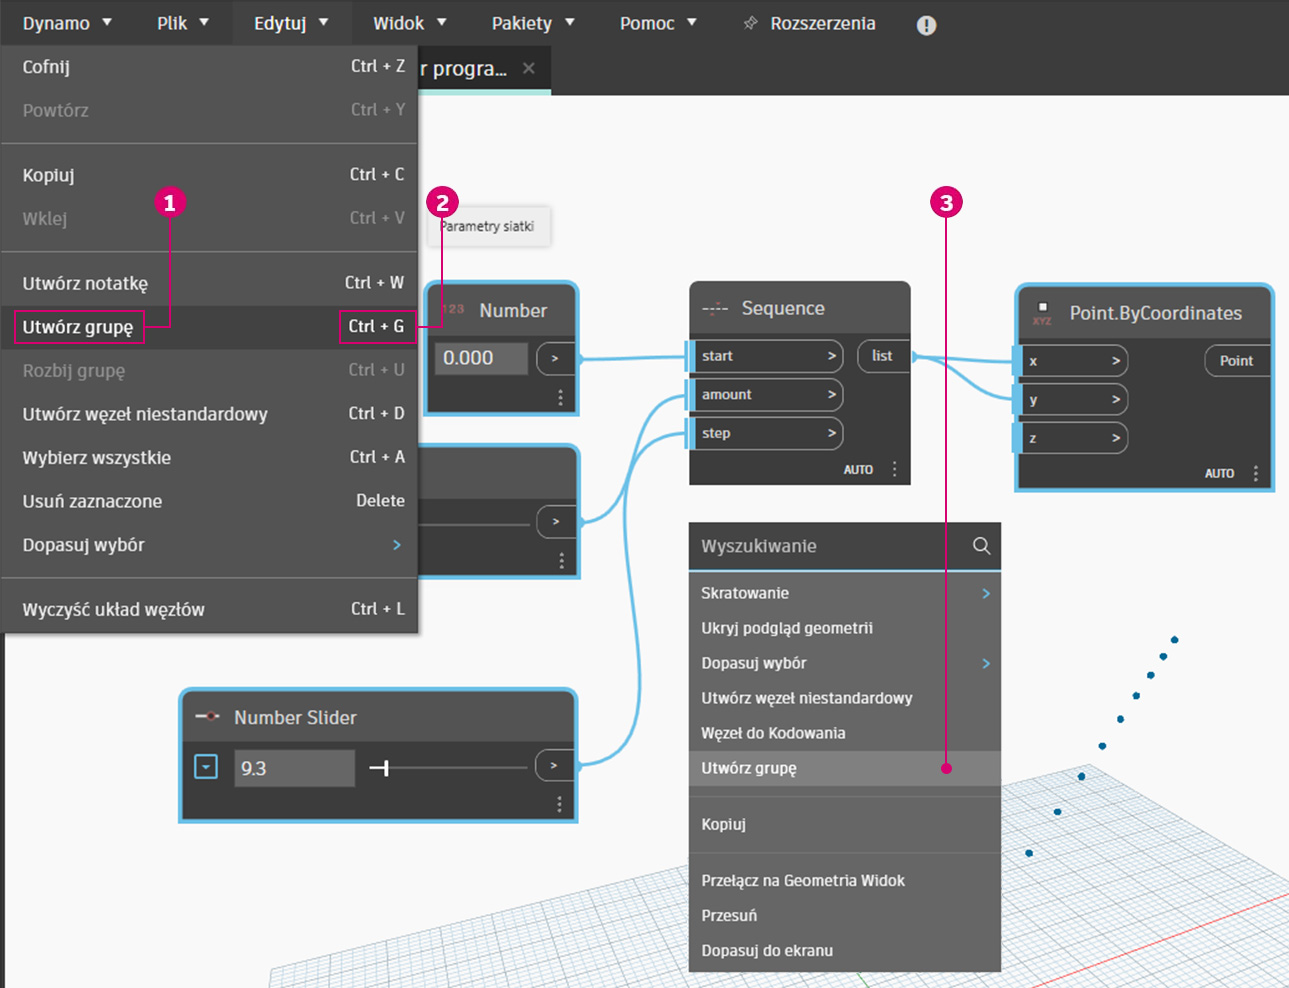 Dynamo Plik Edytuj Widok Pakiety Pomoc Rozszerzenia
r progra...
Cofnij Ctrl + Z
Powtórz Ctrl + Y
Kopiuj Ctrl + C
Wklej Ctrl + V
Utwórz notatkę Ctrl + W
Utwórz grupę Ctrl + G
Rozbij grupę Ctrl + U
Utwórz węzeł niestandardowy Ctrl + D
Wybierz wszystkie Ctrl + A
Usuń zaznaczone Delete
Dopasuj wybór >
Wyczyść układ węzłów Ctrl + L
1
2
3
Parametry siatki
123 Number
0.000 >
>
Number Slider
9.3 >
Sequence
start > list
amount >
step >
AUTO
XYZ Point.ByCoordinates
x > Point
y >
z >
AUTO
Wyszukiwanie
Skratowanie >
Ukryj podgląd geometrii
Dopasuj wybór >
Utwórz węzeł niestandardowy
Węzeł do Kodowania
Utwórz grupę
Kopiuj
Przełącz na Geometria Widok
Przesuń
Dopasuj do ekranu